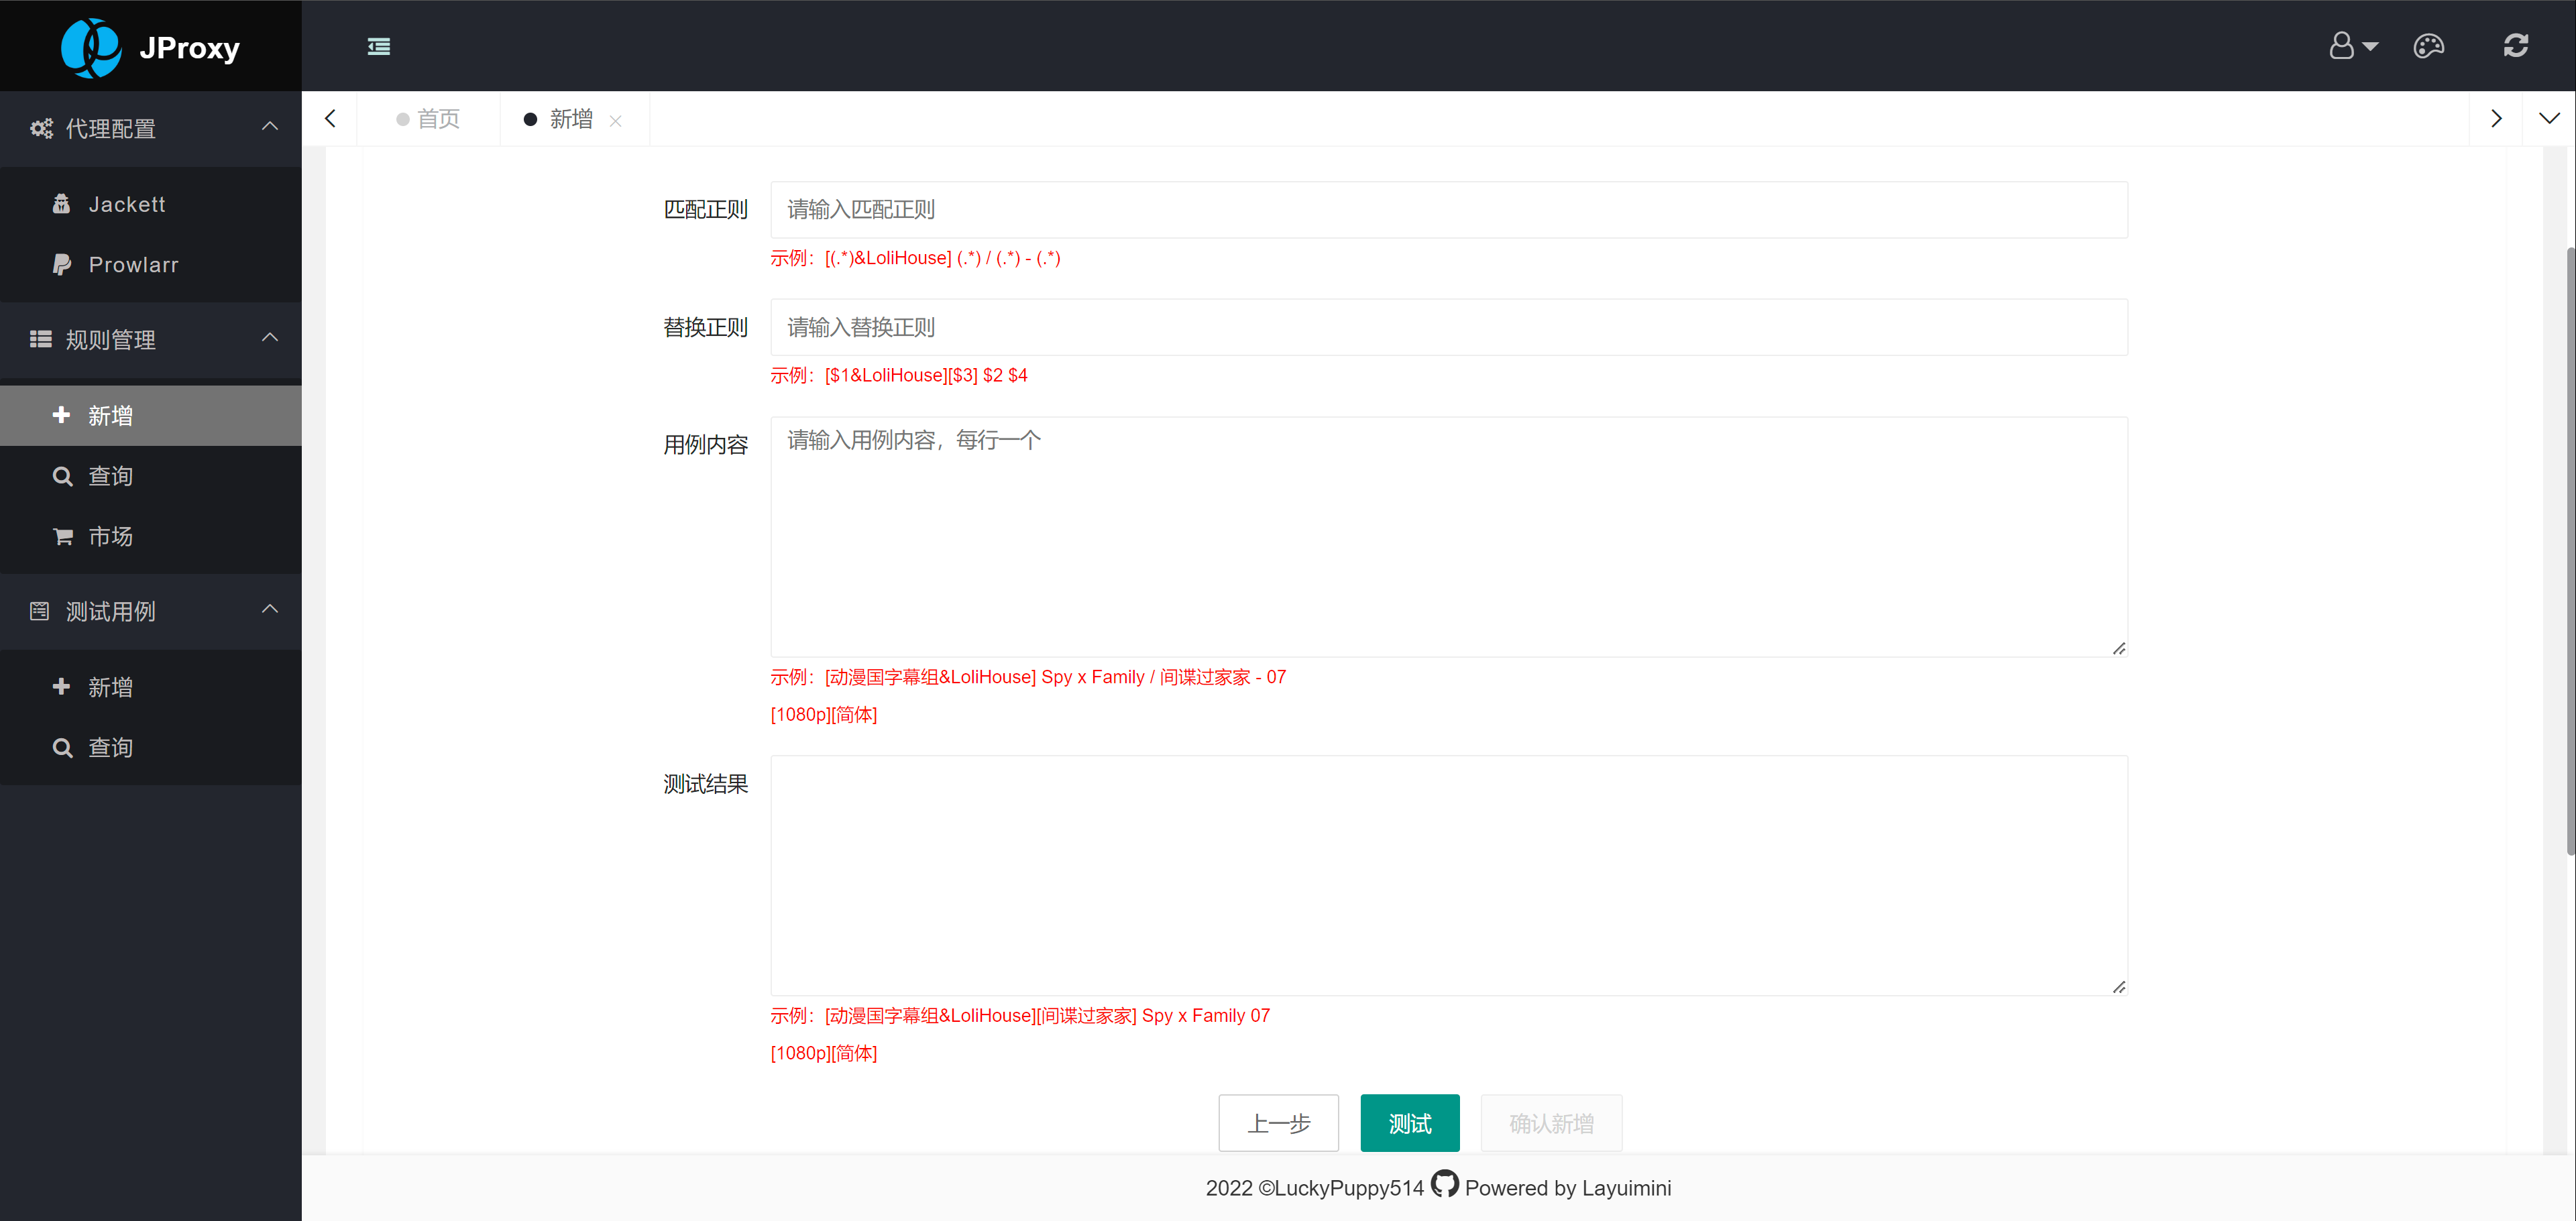 JProxy
代理配置
Jackett
Prowlarr
规则管理
新增
查询
市场
测试用例
新增
查询
首页
新增
匹配正则
请输入匹配正则
示例：[(.*)&LoliHouse] (.*) / (.*) - (.*)
替换正则
请输入替换正则
示例：[$1&LoliHouse][$3] $2 $4
用例内容
请输入用例内容，每行一个
示例：[动漫国字幕组&LoliHouse] Spy x Family / 间谍过家家 - 07
[1080p][简体]
测试结果
示例：[动漫国字幕组&LoliHouse][间谍过家家] Spy x Family 07
[1080p][简体]
上一步
测试
确认新增
2022 ©LuckyPuppy514 Powered by Layuimini